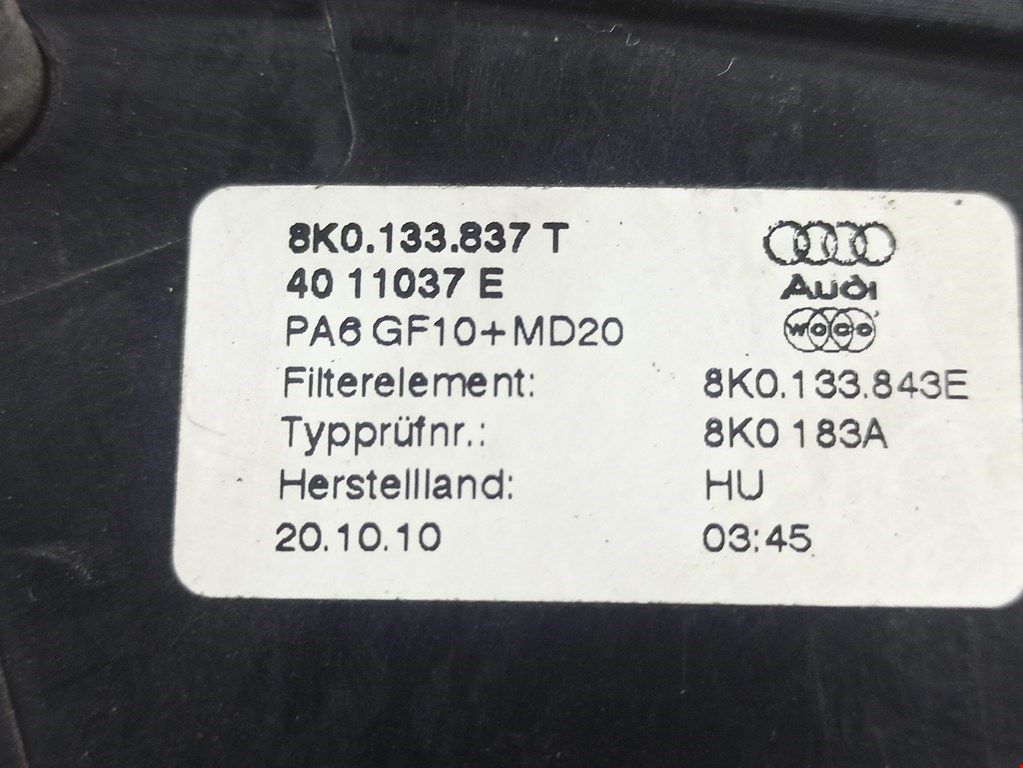 8K0.133.837 T
40 11037 E
Audi
PA6 GF10+MD20
woco
Filterelement: 8K0.133.843E
Typprüfnr.: 8K0 183A
Herstellland: HU
20.10.10 03:45